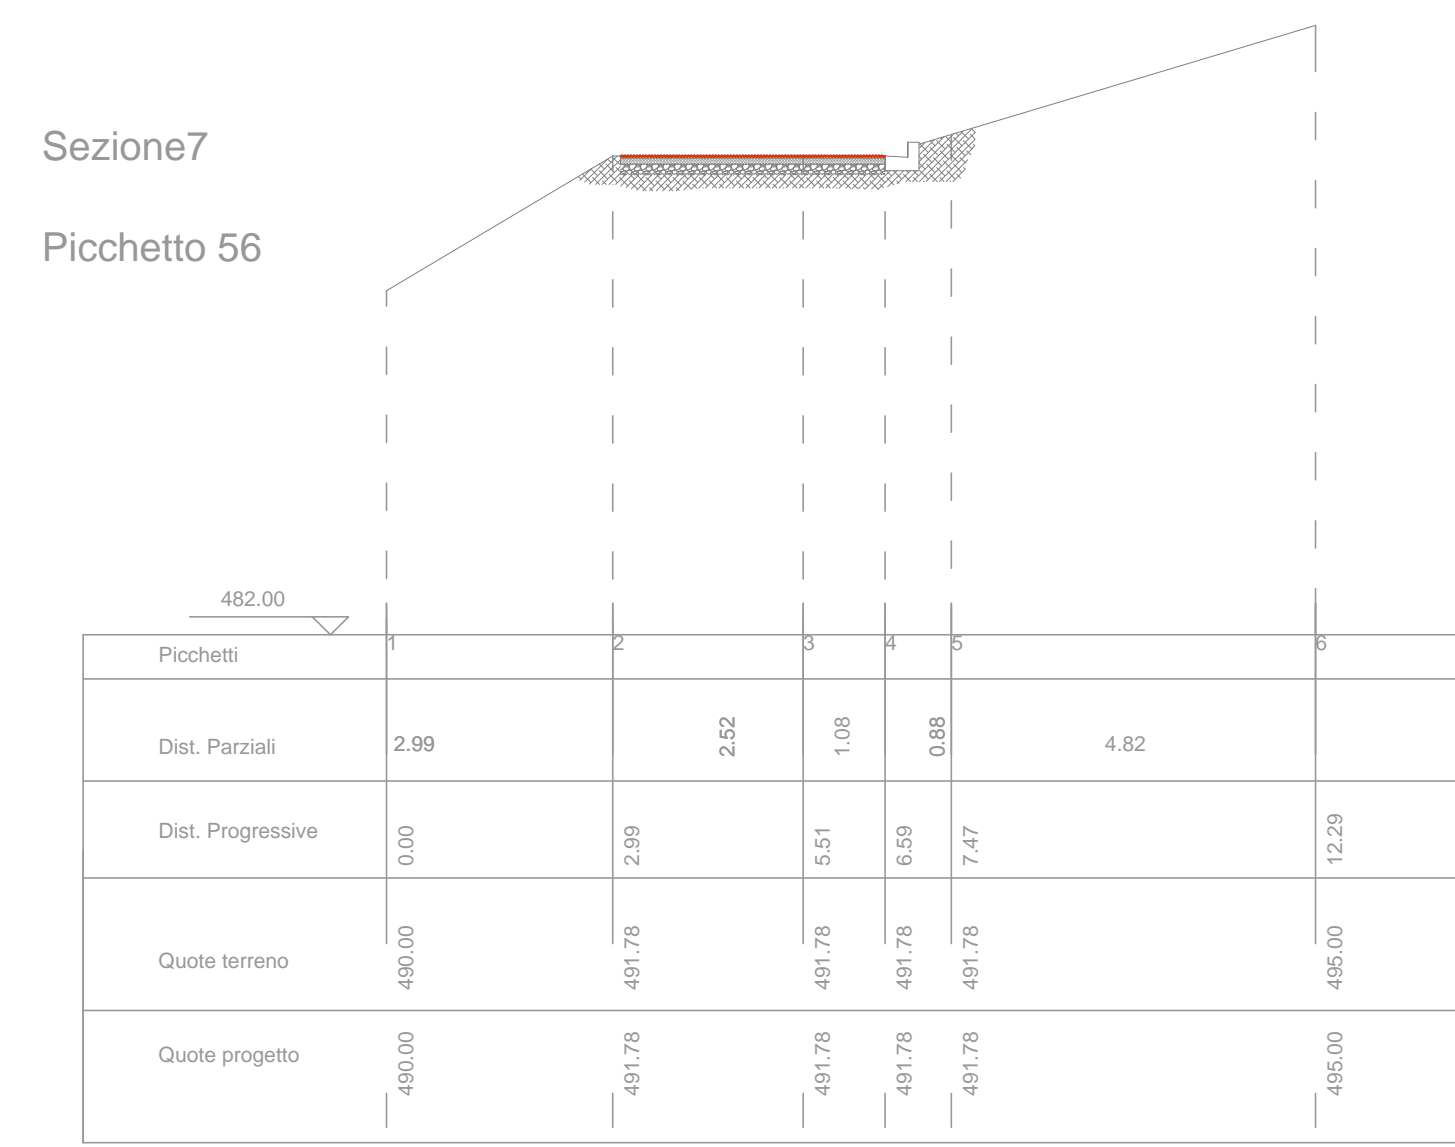 Sezione7
Picchetto 56
482.00
Picchetti 1 2 3 4 5 6
Dist. Parziali 2.99 2.52 1.08 0.88 4.82
Dist. Progressive 0.00 2.99 5.51 6.59 7.47 12.29
Quote terreno 490.00 491.78 491.78 491.78 491.78 495.00
Quote progetto 490.00 491.78 491.78 491.78 491.78 495.00